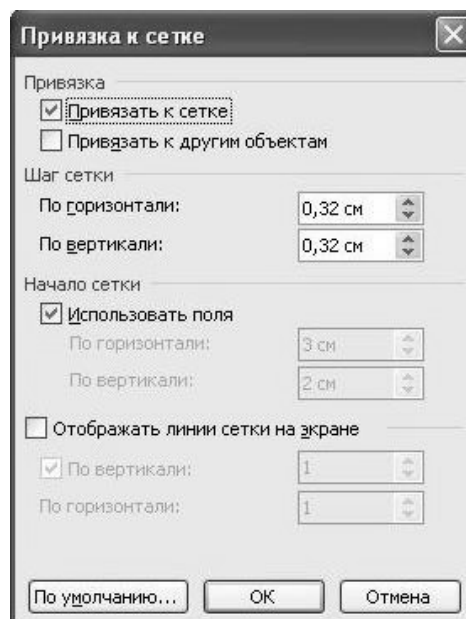 Привязка к сетке
Привязка
Привязать к сетке
Привязать к другим объектам
Шаг сетки
По горизонтали: 0,32 см
По вертикали: 0,32 см
Начало сетки
Использовать поля
По горизонтали: 3 см
По вертикали: 2 см
Отображать линии сетки на экране
По вертикали: 1
По горизонтали: 1
По умолчанию... ОК Отмена